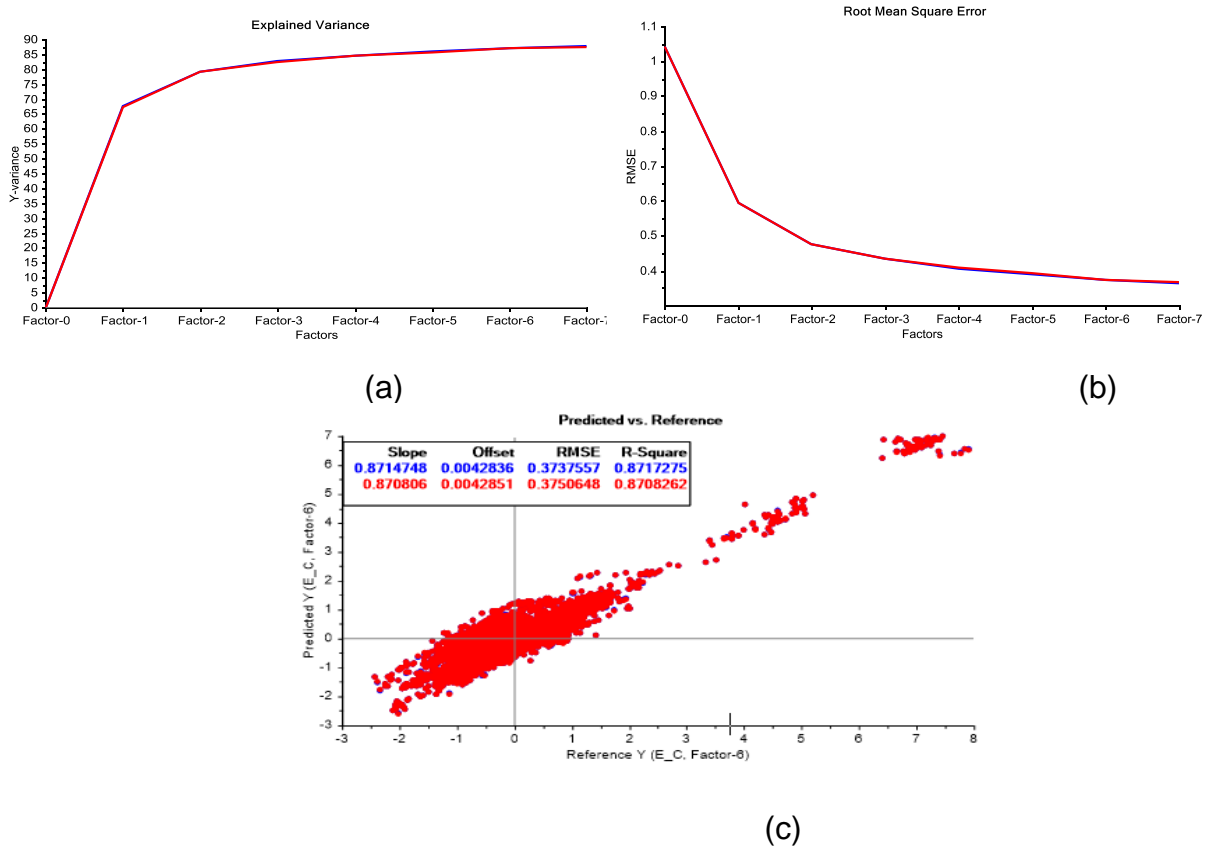 Explained Variance
Y-variance
90
85
80
75
70
65
60
55
50
45
40
35
30
25
20
15
10
5
0
Factor-0 Factor-1 Factor-2 Factor-3 Factor-4 Factor-5 Factor-6 Factor-7
Factors
(a)
Root Mean Square Error
RMSE
1.1
1
0.9
0.8
0.7
0.6
0.5
0.4
Factor-0 Factor-1 Factor-2 Factor-3 Factor-4 Factor-5 Factor-6 Factor-7
Factors
(b)
Predicted vs. Reference
Slope Offset RMSE R-Square
0.8714748 0.0042836 0.3737557 0.8717275
0.870806 0.0042851 0.3750648 0.8708262
Predicted Y (E_C, Factor-6)
7
6
5
4
3
2
1
0
-1
-2
-3
-3 -2 -1 0 1 2 3 4 5 6 7 8
Reference Y (E_C, Factor-6)
(c)